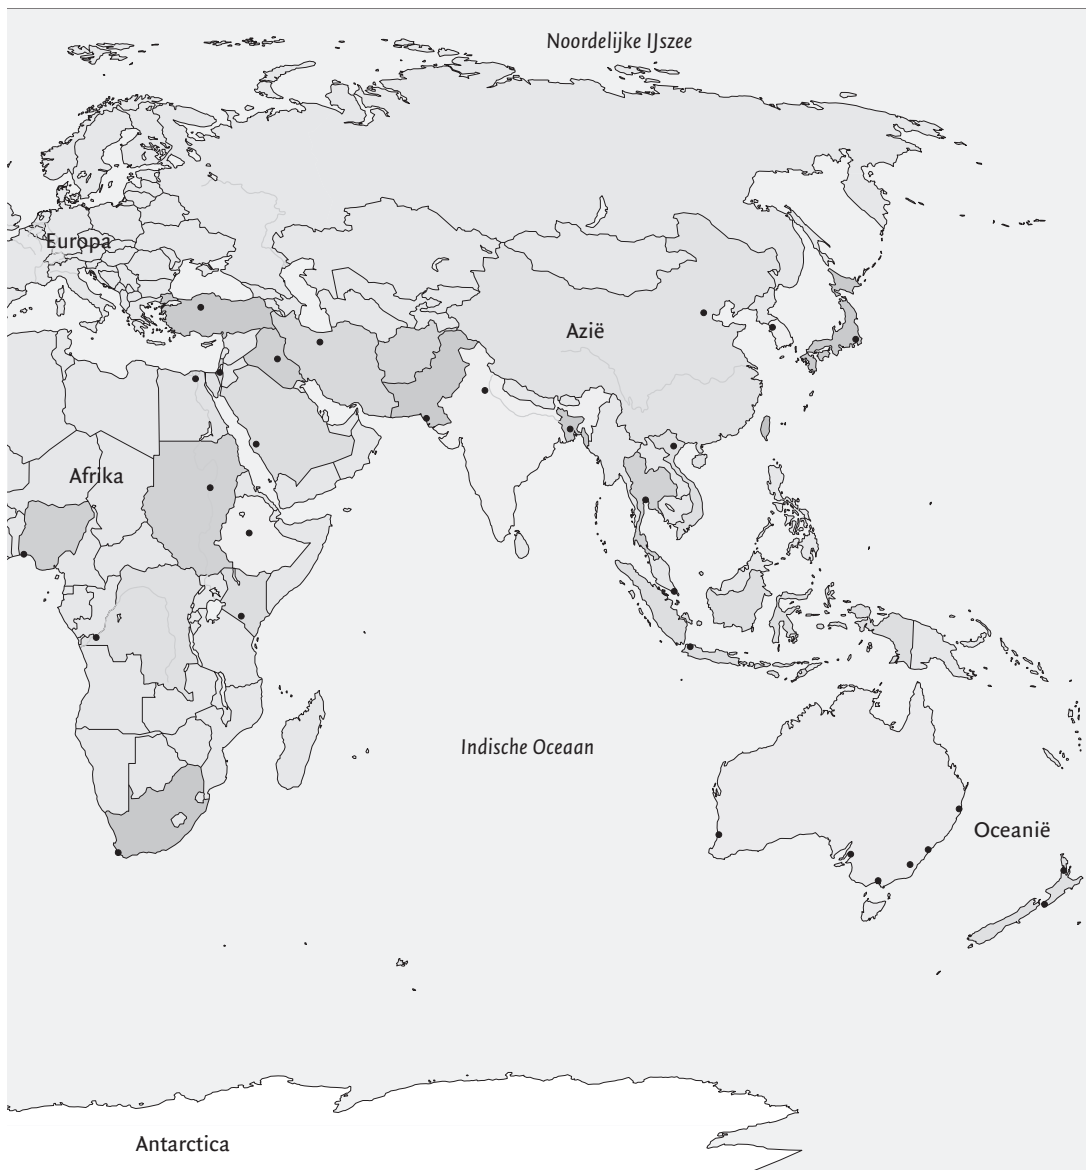 Noordelijke IJszee
Europa
Azië
Afrika
Indische Oceaan
Oceanië
Antarctica